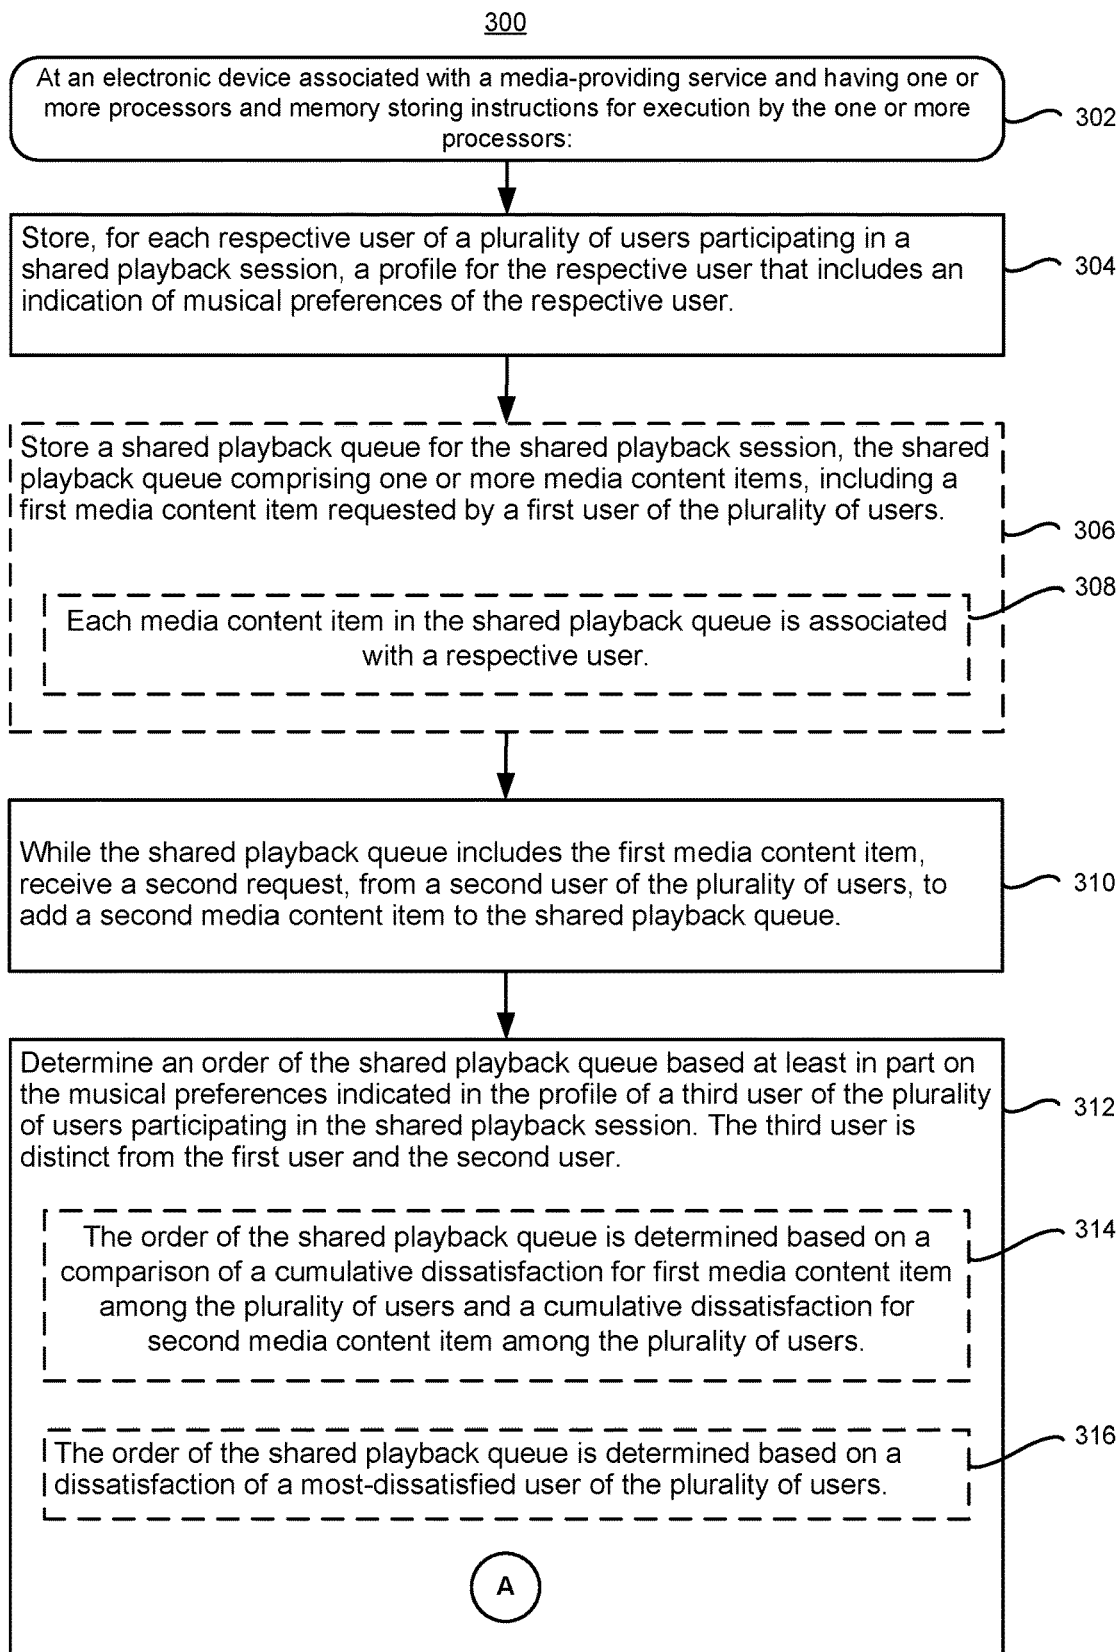 300
At an electronic device associated with a media-providing service and having one or
more processors and memory storing instructions for execution by the one or more
processors:
302
Store, for each respective user of a plurality of users participating in a
shared playback session, a profile for the respective user that includes an
indication of musical preferences of the respective user.
304
Store a shared playback queue for the shared playback session, the shared
playback queue comprising one or more media content items, including a
first media content item requested by a first user of the plurality of users.
306
308
Each media content item in the shared playback queue is associated
with a respective user.
While the shared playback queue includes the first media content item,
receive a second request, from a second user of the plurality of users, to
add a second media content item to the shared playback queue.
310
Determine an order of the shared playback queue based at least in part on
the musical preferences indicated in the profile of a third user of the plurality
of users participating in the shared playback session. The third user is
distinct from the first user and the second user.
312
The order of the shared playback queue is determined based on a
comparison of a cumulative dissatisfaction for first media content item
among the plurality of users and a cumulative dissatisfaction for
second media content item among the plurality of users.
314
The order of the shared playback queue is determined based on a
dissatisfaction of a most-dissatisfied user of the plurality of users.
316
A